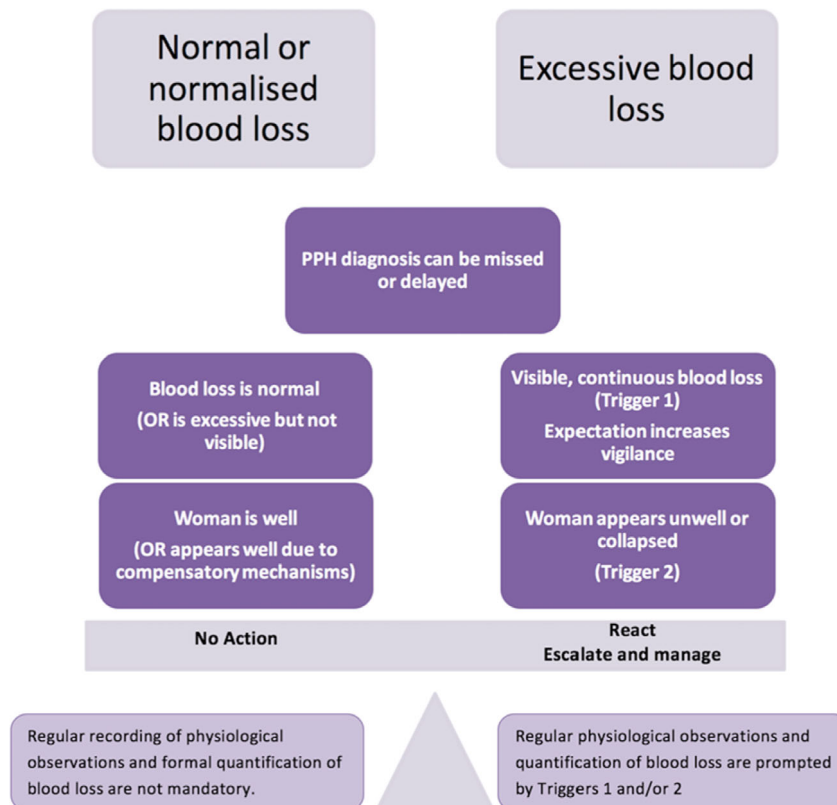 Normal or
normalised
blood loss
Excessive blood
loss
PPH diagnosis can be missed
or delayed
Blood loss is normal
(OR is excessive but not
visible)
Visible, continuous blood loss
(Trigger 1)
Expectation increases
vigilance
Woman is well
(OR appears well due to
compensatory mechanisms)
Woman appears unwell or
collapsed
(Trigger 2)
No Action
React
Escalate and manage
Regular recording of physiological
observations and formal quantification of
blood loss are not mandatory.
Regular physiological observations and
quantification of blood loss are prompted
by Triggers 1 and/or 2